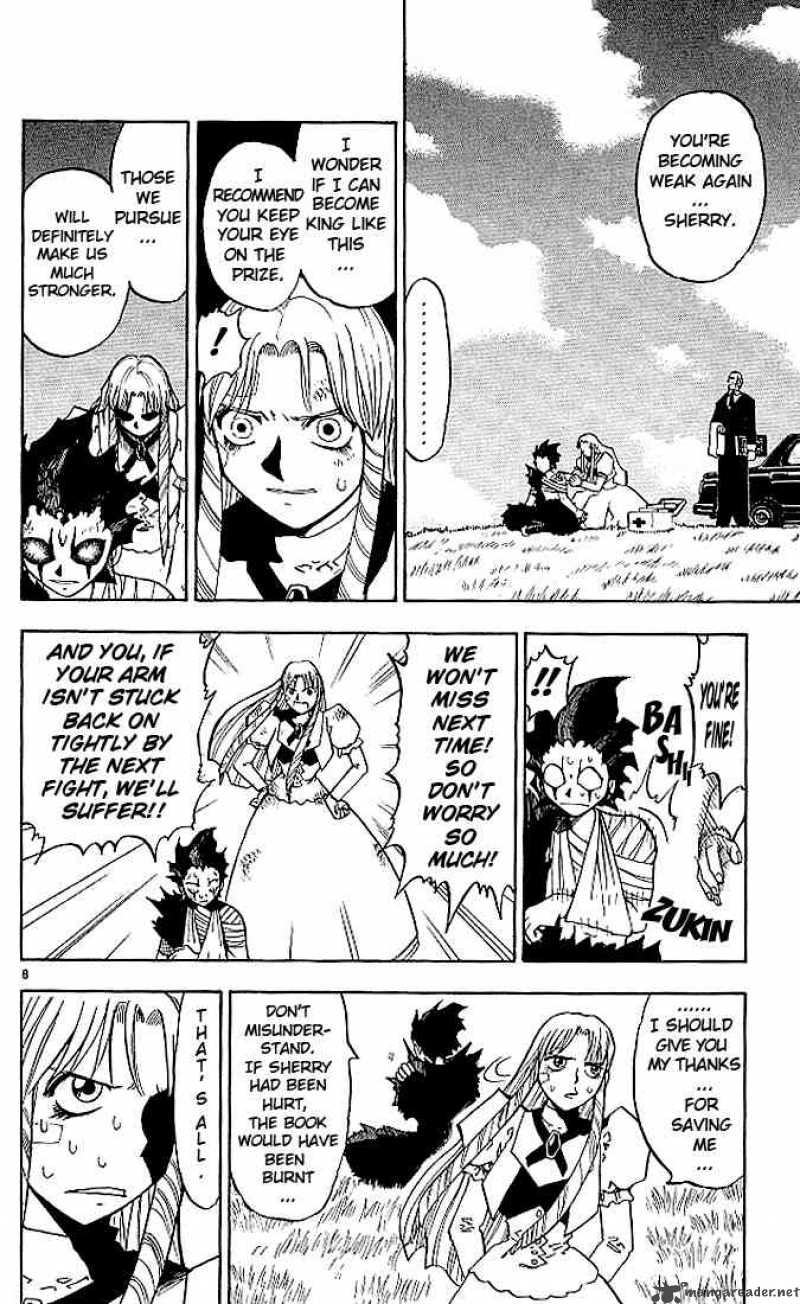 YOU'RE
BECOMING
WEAK AGAIN
...
SHERRY.
.........
I
WONDER
IF I CAN
BECOME
KING LIKE
THIS
...
I
RECOMMEND
YOU KEEP
YOUR EYE
ON THE
PRIZE.
!
THOSE
WE
PURSUE
...
WILL
DEFINITELY
MAKE US
MUCH
STRONGER.
YOU'RE
FINE!
BASHII
!!
ZUKIN
WE
WON'T
MISS
NEXT
TIME!
SO
DON'T
WORRY
SO
MUCH!
AND YOU, IF
YOUR ARM
ISN'T STUCK
BACK ON
TIGHTLY BY
THE NEXT
FIGHT, WE'LL
SUFFER!!
8
......
I SHOULD
GIVE YOU
MY THANKS
...
FOR
SAVING
ME ...
DON'T
MISUNDER-
STAND.
IF SHERRY
HAD BEEN
HURT,
THE BOOK
WOULD HAVE
BEEN
BURNT
...
THAT'S ALL.
mangareader.net